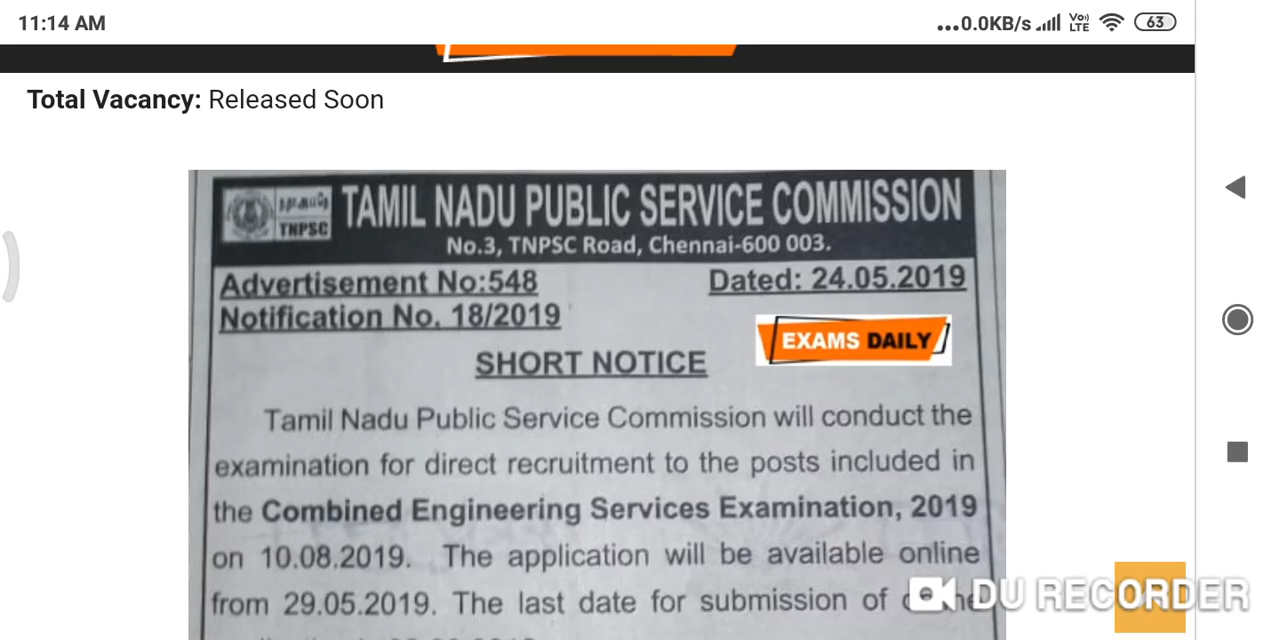 11:14 AM
...0.0KB/s Vo) LTE 63
Total Vacancy: Released Soon
தமிழ்நாடு
TNPSC
TAMIL NADU PUBLIC SERVICE COMMISSION
No.3, TNPSC Road, Chennai-600 003.
Advertisement No:548 Dated: 24.05.2019
Notification No. 18/2019
EXAMS DAILY
SHORT NOTICE
Tamil Nadu Public Service Commission will conduct the
examination for direct recruitment to the posts included in
the Combined Engineering Services Examination, 2019
on 10.08.2019. The application will be available online
from 29.05.2019. The last date for submission of
DU RECORDER